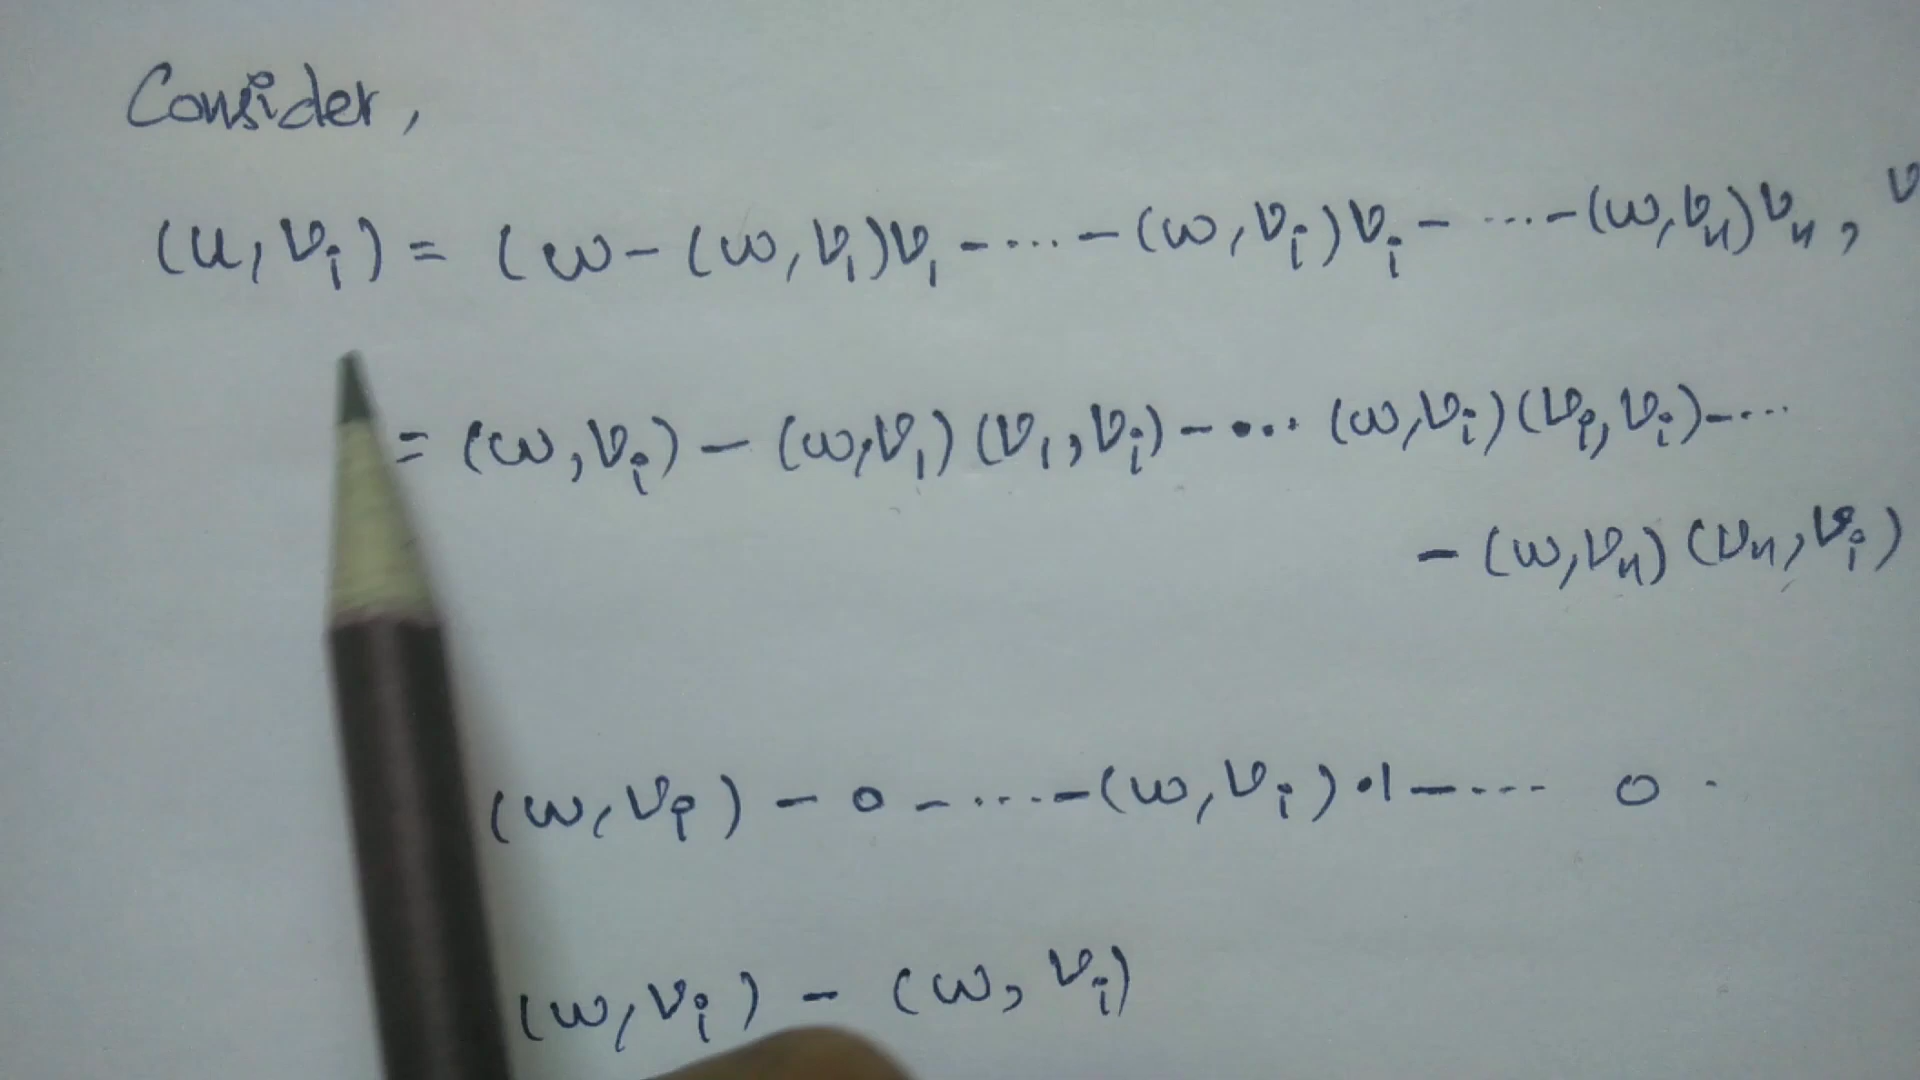 Consider,
(u, vᵢ) = (w - (w, v₁)v₁ - .... - (w, vᵢ)vᵢ - .... - (w, vₙ)vₙ, v
= (w, vᵢ) - (w, v₁) (v₁, vᵢ) - .... (w, vᵢ) (vᵢ, vᵢ) - ....
- (w, vₙ) (vₙ, vᵢ)
(w, vᵢ) - 0 - .... - (w, vᵢ) ·1 - .... 0 .
(w, vᵢ) - (w, vᵢ)